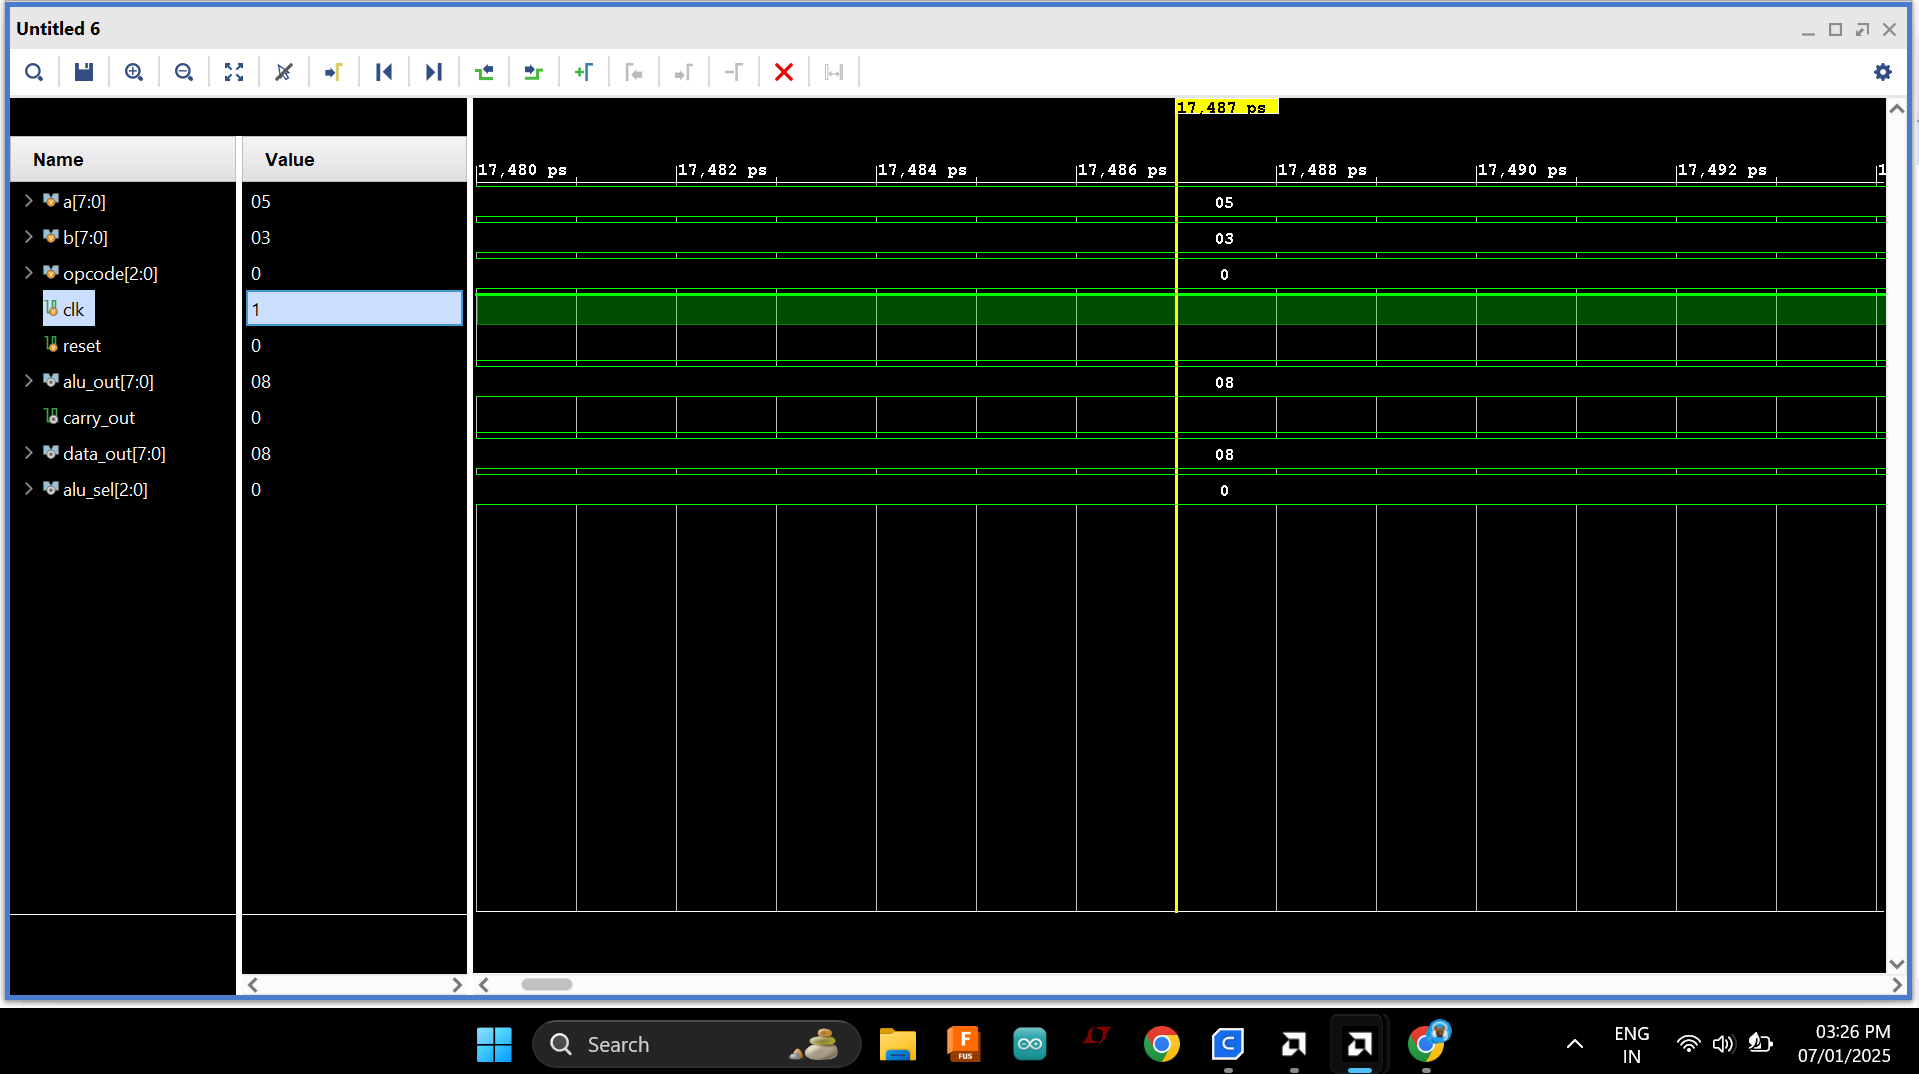 Untitled 6
17,487 ps
Name Value
17,480 ps 17,482 ps 17,484 ps 17,486 ps 17,488 ps 17,490 ps 17,492 ps 1
a[7:0] 05 05
b[7:0] 03 03
opcode[2:0] 0 0
clk 1
reset 0
alu_out[7:0] 08 08
carry_out 0
data_out[7:0] 08 08
alu_sel[2:0] 0 0
Search
F
FUS
C
ENG
IN
03:26 PM
07/01/2025